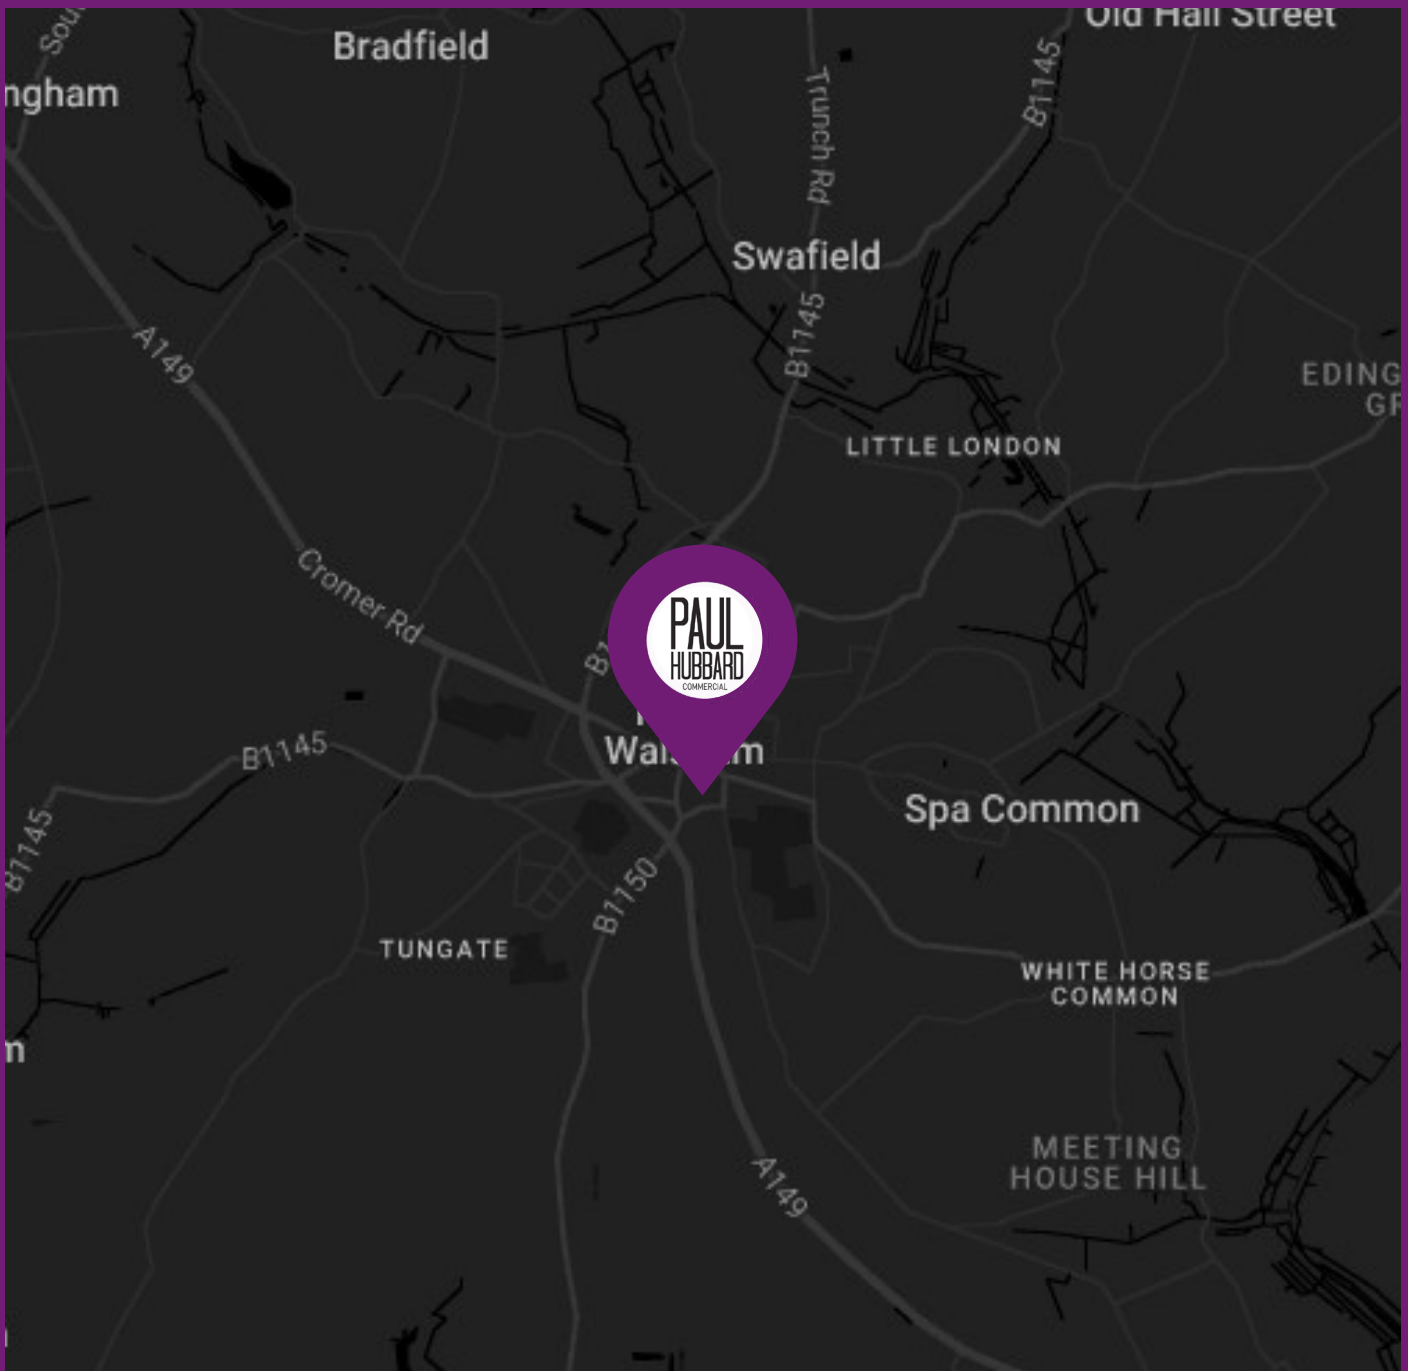 Old Hall Street
Bradfield
B1145
ngham
Trunch Rd
Swafield
B1145
A149
EDING
LITTLE LONDON
Cromer Rd
PAUL
HUBBARD
COMMERCIAL
B1145
Spa Common
B1145
B1150
TUNGATE
WHITE HORSE
COMMON
MEETING
HOUSE HILL
A149